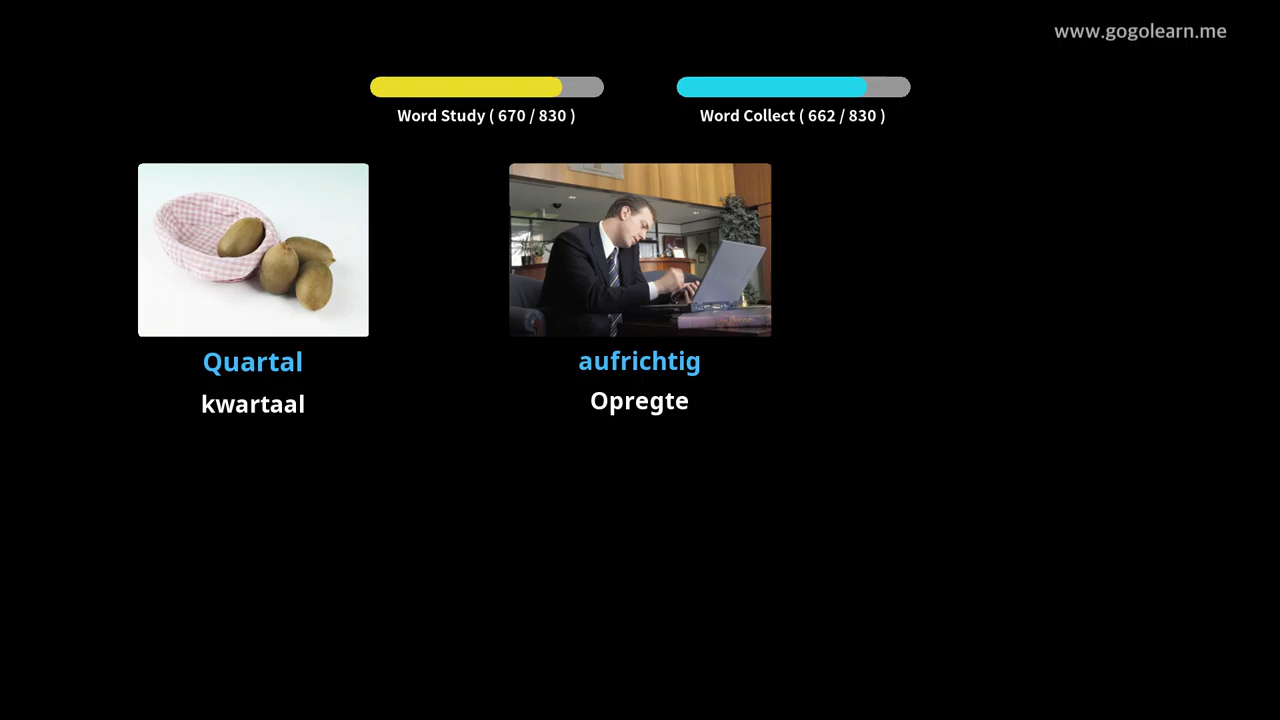 www.gogolearn.me
Word Study ( 670 / 830 )
Word Collect ( 662 / 830 )
Quartal
kwartaal
aufrichtig
Opregte